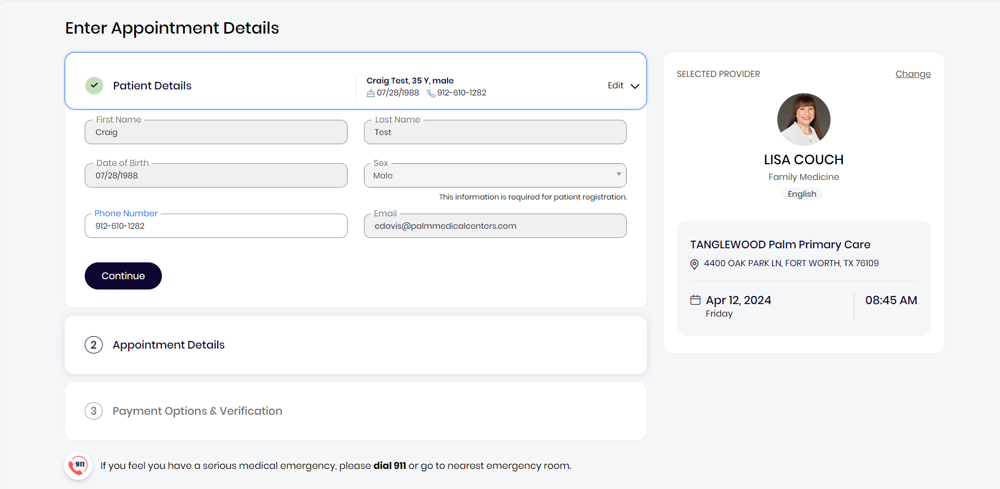 Enter Appointment Details
Patient Details
Craig Test, 35 Y, male
07/28/1988 912-610-1282
Edit
First Name
Craig
Last Name
Test
Date of Birth
07/28/1988
Sex
Male
This information is required for patient registration.
Phone Number
912-610-1282
Email
cdavis@palmmedicalcenters.com
Continue
2 Appointment Details
3 Payment Options & Verification
911
If you feel you have a serious medical emergency, please dial 911 or go to nearest emergency room.
SELECTED PROVIDER
Change
LISA COUCH
Family Medicine
English
TANGLEWOOD Palm Primary Care
4400 OAK PARK LN, FORT WORTH, TX 76109
Apr 12, 2024
Friday
08:45 AM